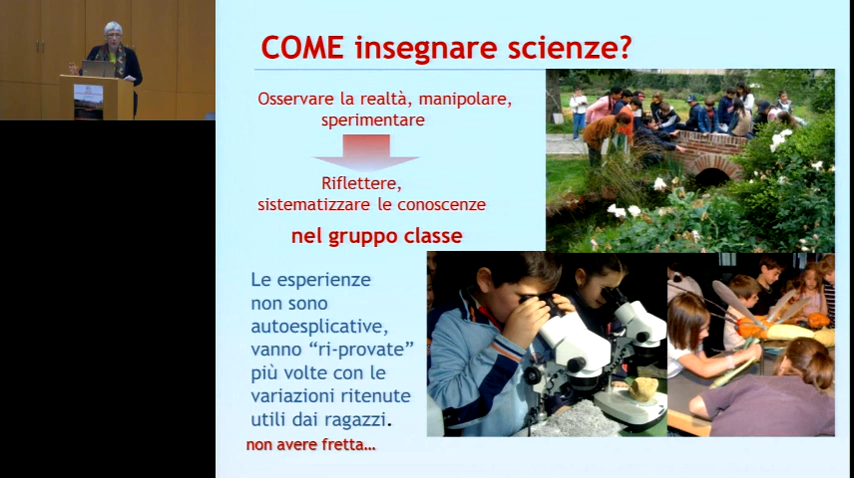 COME insegnare scienze?
Osservare la realtà, manipolare,
sperimentare
Riflettere,
sistematizzare le conoscenze
nel gruppo classe
Le esperienze
non sono
autoesplicative,
vanno “ri-provate”
più volte con le
variazioni ritenute
utili dai ragazzi.
non avere fretta…